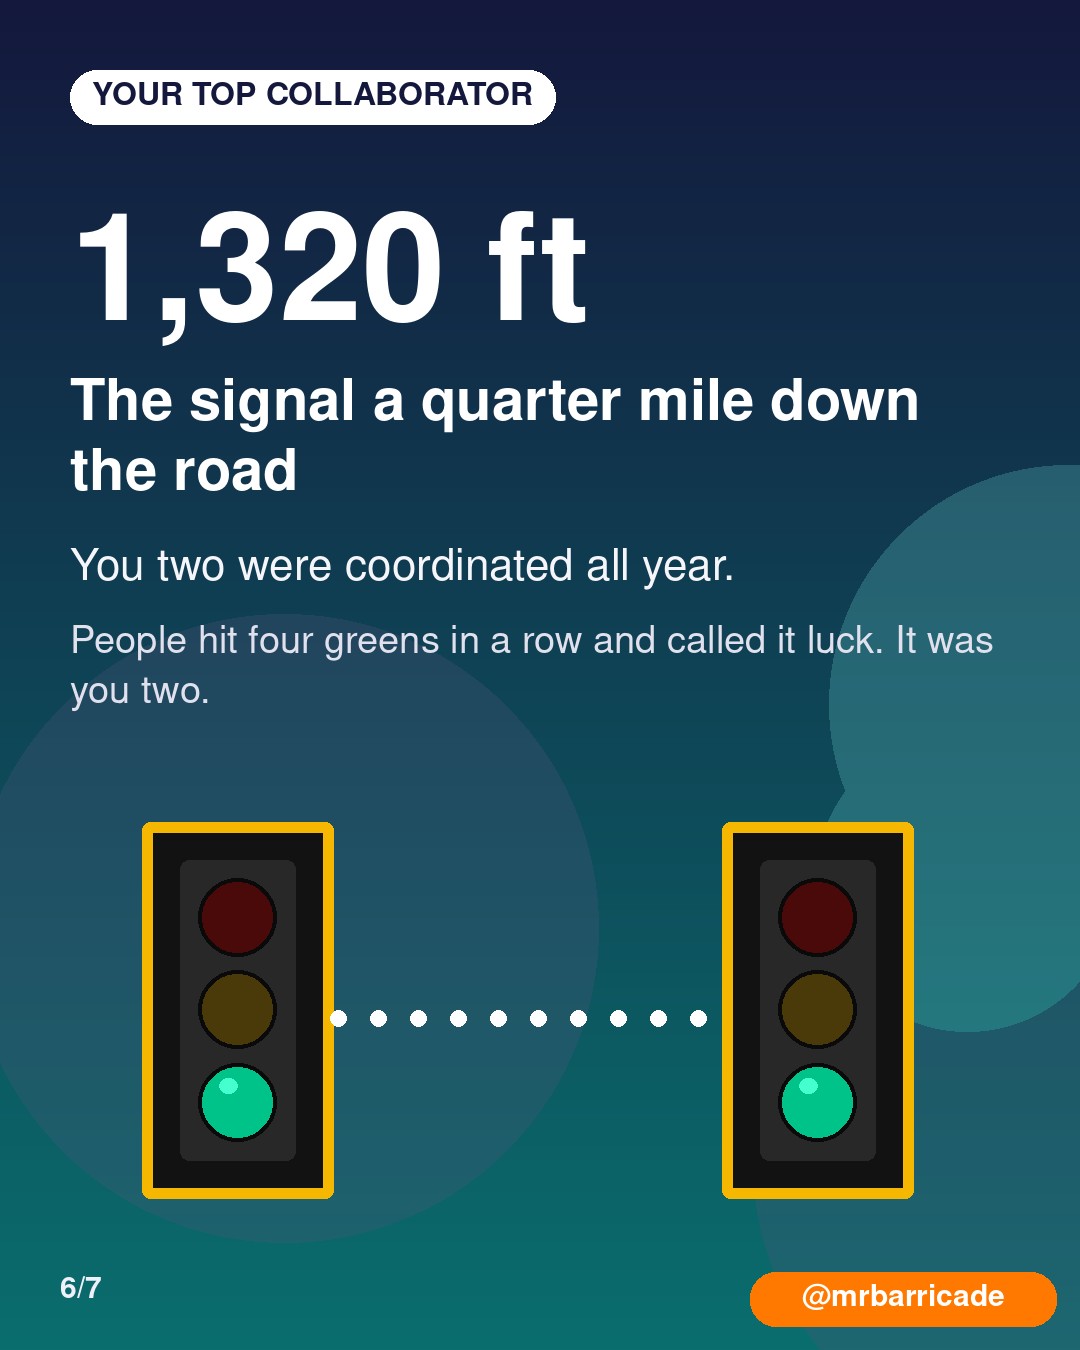 YOUR TOP COLLABORATOR
1,320 ft
The signal a quarter mile down
the road
You two were coordinated all year.
People hit four greens in a row and called it luck. It was
you two.
6/7
@mrbarricade